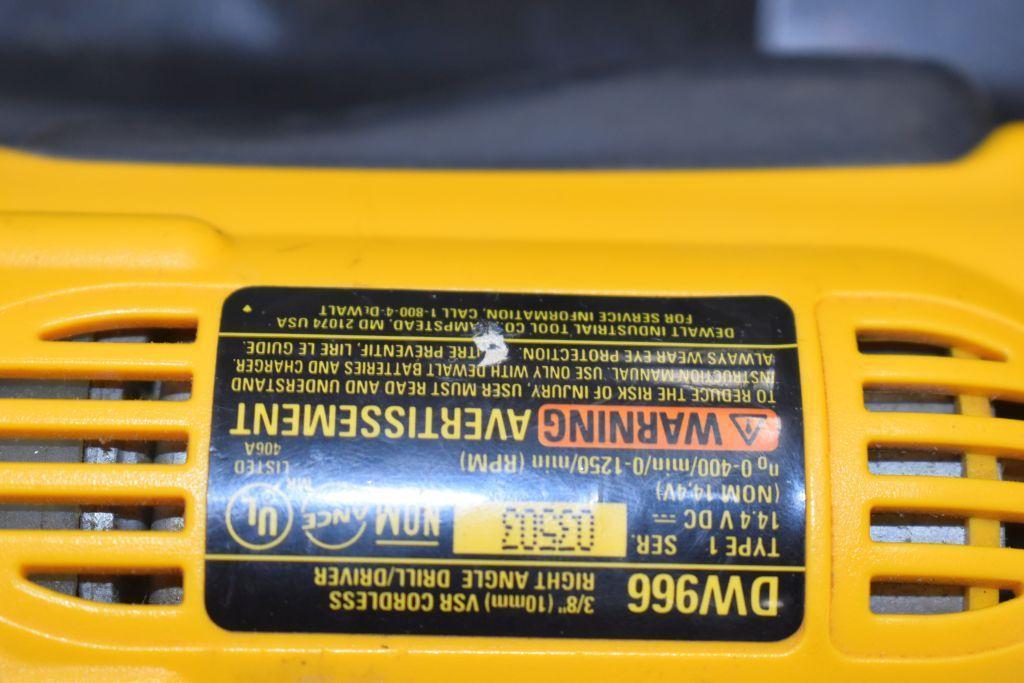 DW966
3/8" (10mm) VSR CORDLESS
RIGHT ANGLE DRILL/DRIVER
TYPE 1 SER.
14.4 V DC ⎓
(NOM 14,4V)
n₀ 0-400/min/0-1250/min (RPM)
NOM ANCE MR
UL
LISTED
406A
⚠ WARNING AVERTISSEMENT
TO REDUCE THE RISK OF INJURY, USER MUST READ AND UNDERSTAND
INSTRUCTION MANUAL. USE ONLY WITH DEWALT BATTERIES AND CHARGER.
ALWAYS WEAR EYE PROTECTION. PREVENTIF, LIRE LE GUIDE.
DEWALT INDUSTRIAL TOOL CO., MD 21074 USA
FOR SERVICE INFORMATION, CALL 1-800-4-DEWALT